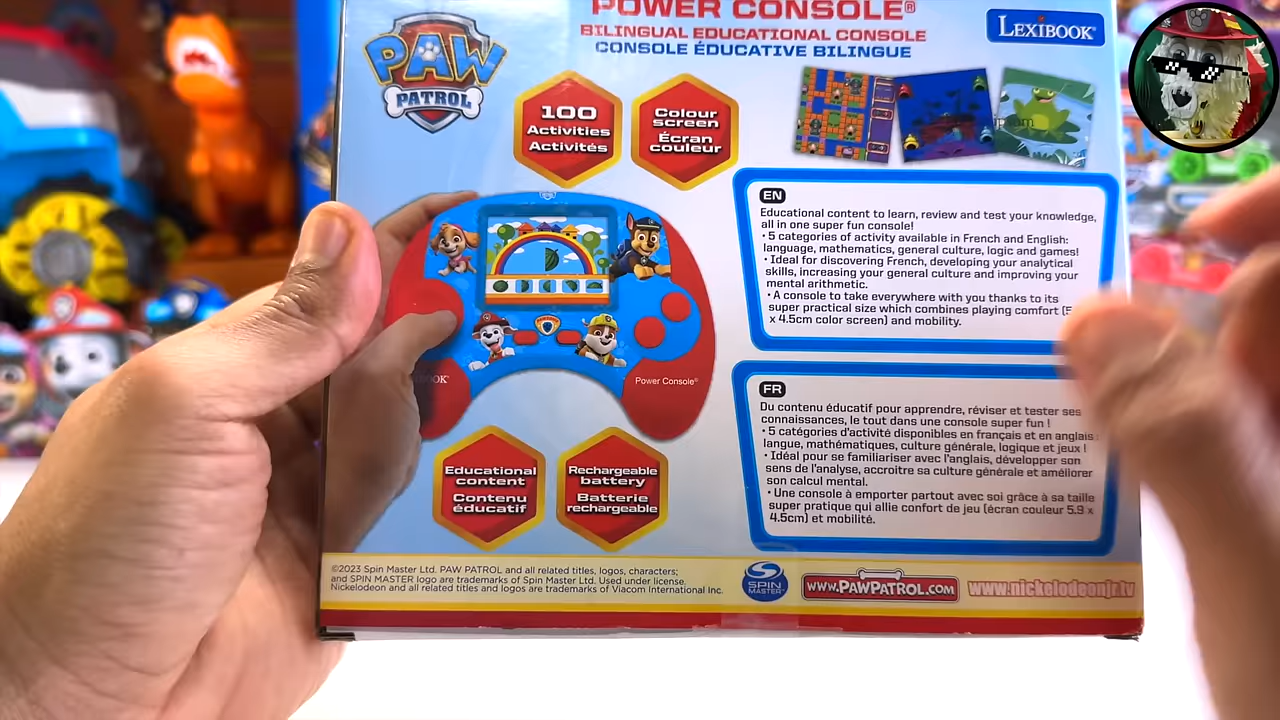 POWER CONSOLE®
BILINGUAL EDUCATIONAL CONSOLE
CONSOLE ÉDUCATIVE BILINGUE
LEXIBOOK®
PAW
PATROL
100
Activities
Activités
Colour
screen
Écran
couleur
EN
Educational content to learn, review and test your knowledge,
all in one super fun console!
• 5 categories of activity available in French and English:
language, mathematics, general culture, logic and games!
• Ideal for discovering French, developing your analytical
skills, increasing your general culture and improving your
mental arithmetic.
• A console to take everywhere with you thanks to its
super practical size which combines playing comfort (5
x 4.5cm color screen) and mobility.
Power Console®
FR
Du contenu éducatif pour apprendre, réviser et tester ses
connaissances, le tout dans une console super fun !
• 5 catégories d'activité disponibles en français et en anglais :
langue, mathématiques, culture générale, logique et jeux !
• Idéal pour se familiariser avec l'anglais, développer son
sens de l'analyse, accroitre sa culture générale et améliorer
son calcul mental.
• Une console à emporter partout avec soi grâce à sa taille
super pratique qui allie confort de jeu (écran couleur 5.9 x
4.5cm) et mobilité.
Educational
content
Contenu
éducatif
Rechargeable
battery
Batterie
rechargeable
©2023 Spin Master Ltd. PAW PATROL and all related titles, logos, characters;
and SPIN MASTER logo are trademarks of Spin Master Ltd. Used under license.
Nickelodeon and all related titles and logos are trademarks of Viacom International Inc.
SPIN
MASTER
www.PAWPATROL.COM
www.nickelodeonjr.tv